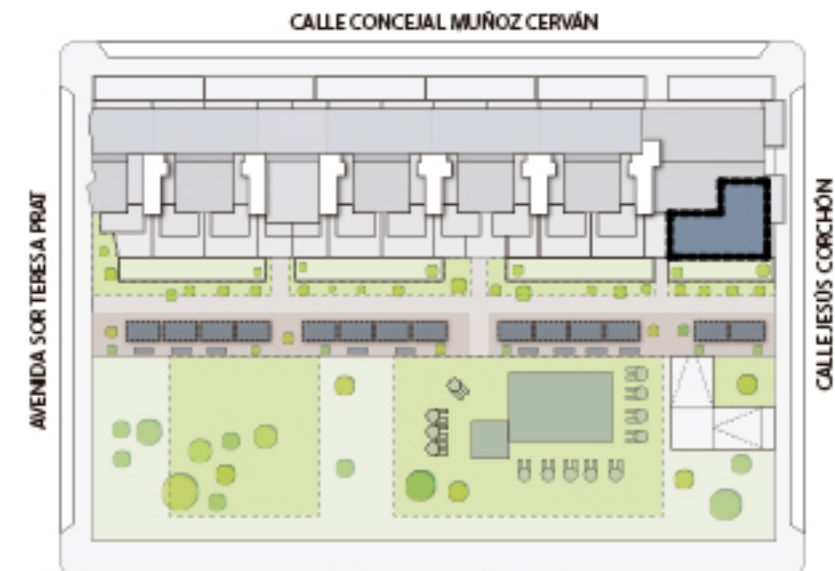 CALLE CONCEJAL MUÑOZ CERVÁN
AVENIDA SOR TERESA PRAT
CALLE JESÚS CORCHÓN